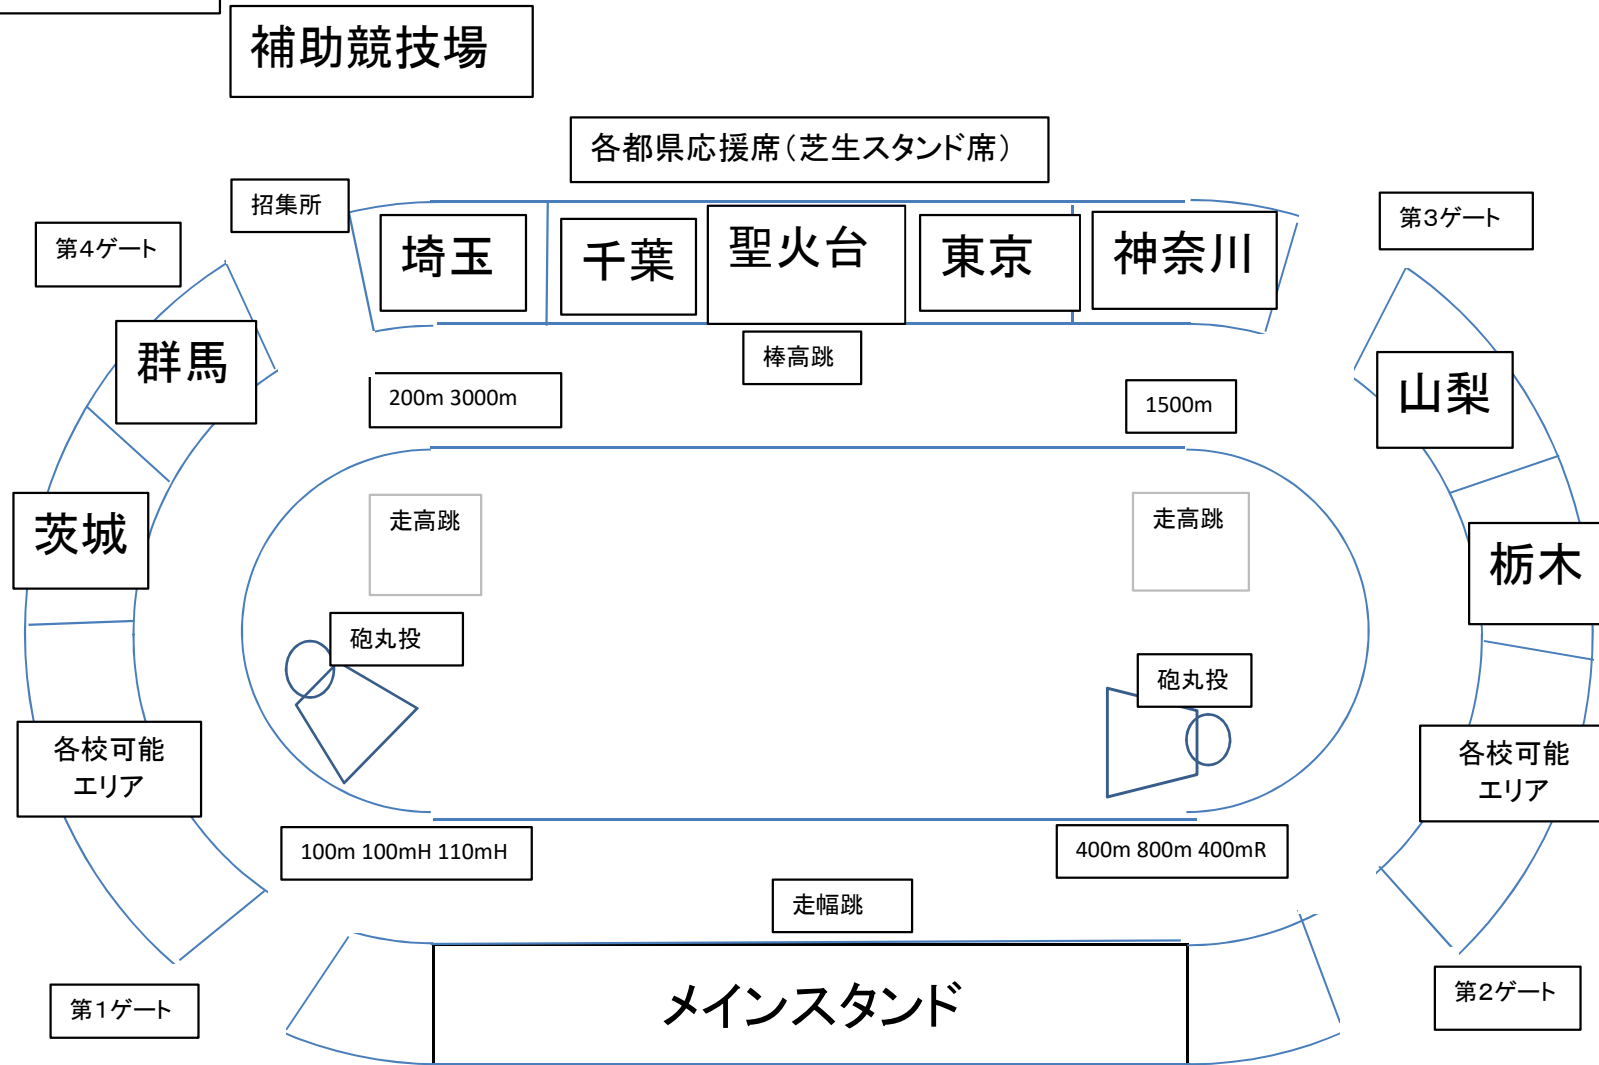 補助競技場
各都県応援席(芝生スタンド席)
招集所
第3ゲート
第4ゲート
埼玉
千葉
聖火台
東京
神奈川
群馬
棒高跳
山梨
200m 3000m
1500m
茨城
走高跳
走高跳
栃木
砲丸投
砲丸投
各校可能
エリア
各校可能
エリア
100m 100mH 110mH
400m 800m 400mR
走幅跳
第1ゲート
メインスタンド
第2ゲート